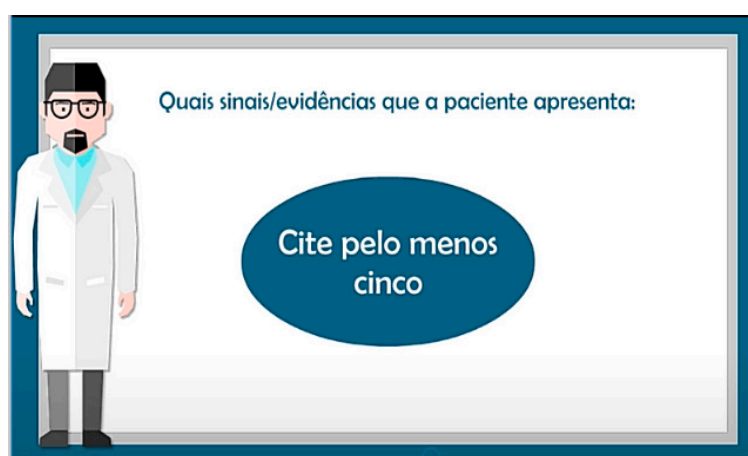 Quais sinais/evidências que a paciente apresenta:
Cite pelo menos
cinco